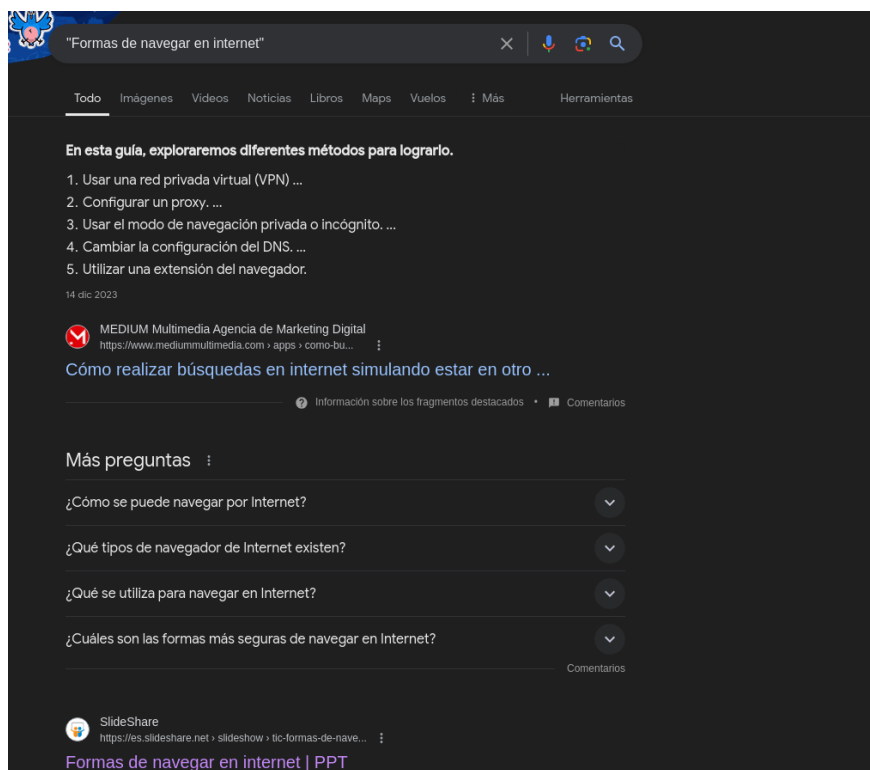 "Formas de navegar en internet"
Todo Imágenes Vídeos Noticias Libros Maps Vuelos Más Herramientas
En esta guía, exploraremos diferentes métodos para lograrlo.
1. Usar una red privada virtual (VPN) ...
2. Configurar un proxy. ...
3. Usar el modo de navegación privada o incógnito. ...
4. Cambiar la configuración del DNS. ...
5. Utilizar una extensión del navegador.
14 dic 2023
MEDIUM Multimedia Agencia de Marketing Digital
https://www.mediummultimedia.com › apps › como-bu...
Cómo realizar búsquedas en internet simulando estar en otro ...
Información sobre los fragmentos destacados • Comentarios
Más preguntas
¿Cómo se puede navegar por Internet?
¿Qué tipos de navegador de Internet existen?
¿Qué se utiliza para navegar en Internet?
¿Cuáles son las formas más seguras de navegar en Internet?
Comentarios
SlideShare
https://es.slideshare.net › slideshow › tic-formas-de-nave...
Formas de navegar en internet | PPT